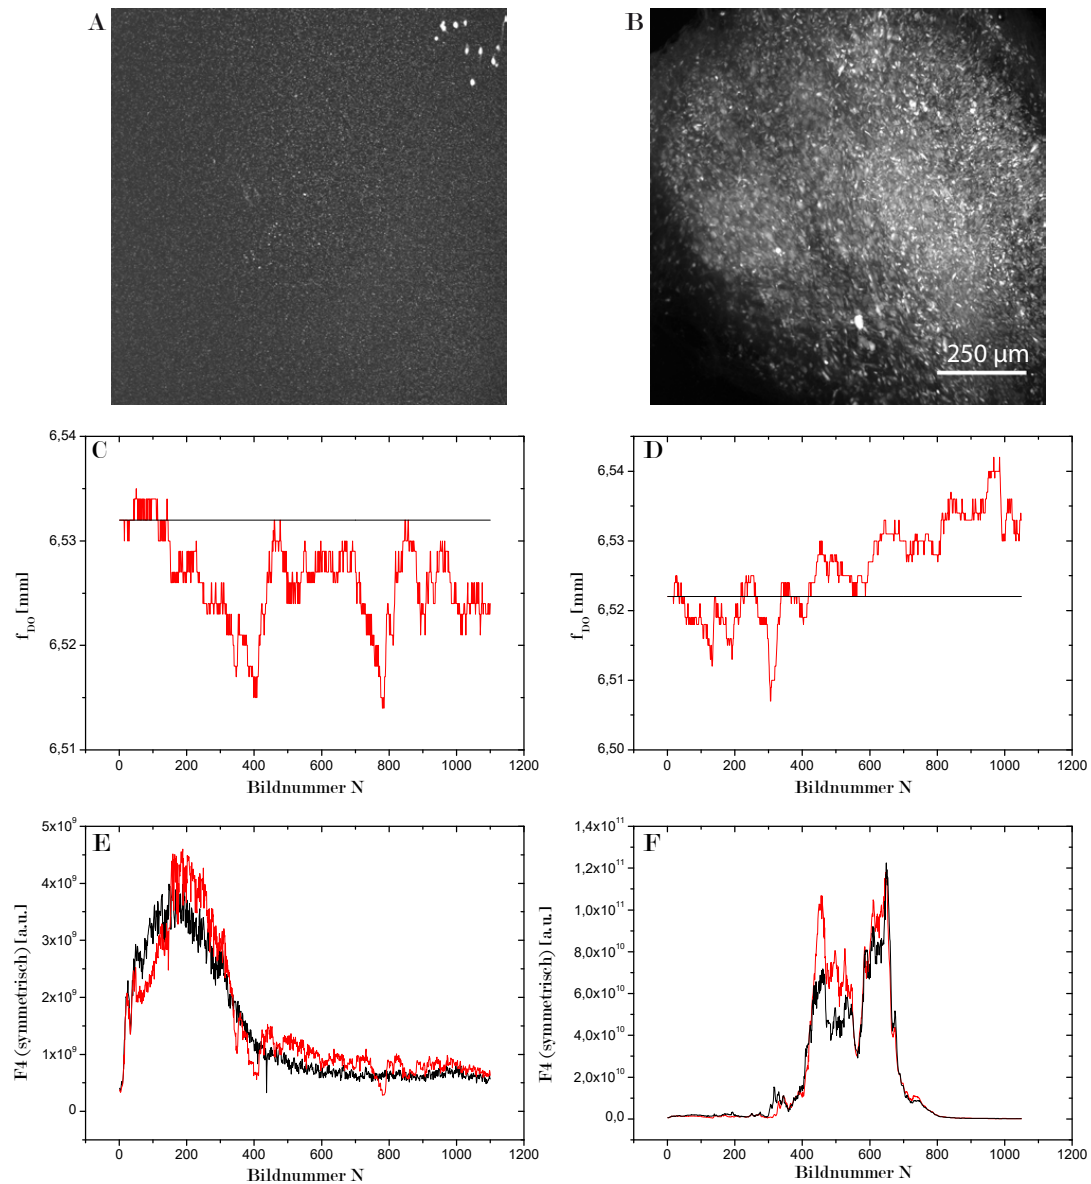 A
B
250 µm
C
6,54
6,53
6,52
6,51
f_DO [mm]
0 200 400 600 800 1000 1200
Bildnummer N
D
6,54
6,53
6,52
6,51
6,50
f_DO [mm]
0 200 400 600 800 1000 1200
Bildnummer N
E
5x10⁹
4x10⁹
3x10⁹
2x10⁹
1x10⁹
0
F4 (symmetrisch) [a.u.]
0 200 400 600 800 1000 1200
Bildnummer N
F
1,4x10¹¹
1,2x10¹¹
1,0x10¹¹
8,0x10¹⁰
6,0x10¹⁰
4,0x10¹⁰
2,0x10¹⁰
0,0
F4 (symmetrisch) [a.u.]
0 200 400 600 800 1000 1200
Bildnummer N